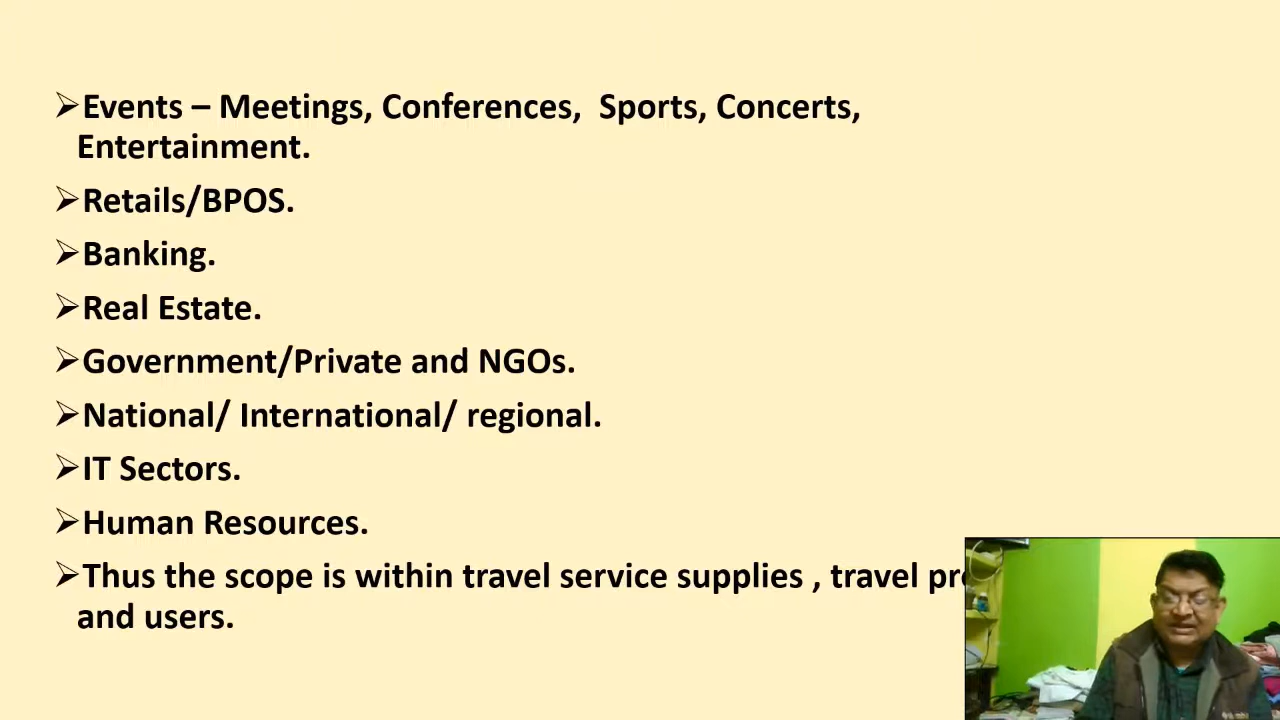 ➢Events – Meetings, Conferences, Sports, Concerts,
Entertainment.
➢Retails/BPOS.
➢Banking.
➢Real Estate.
➢Government/Private and NGOs.
➢National/ International/ regional.
➢IT Sectors.
➢Human Resources.
➢Thus the scope is within travel service supplies , travel
and users.